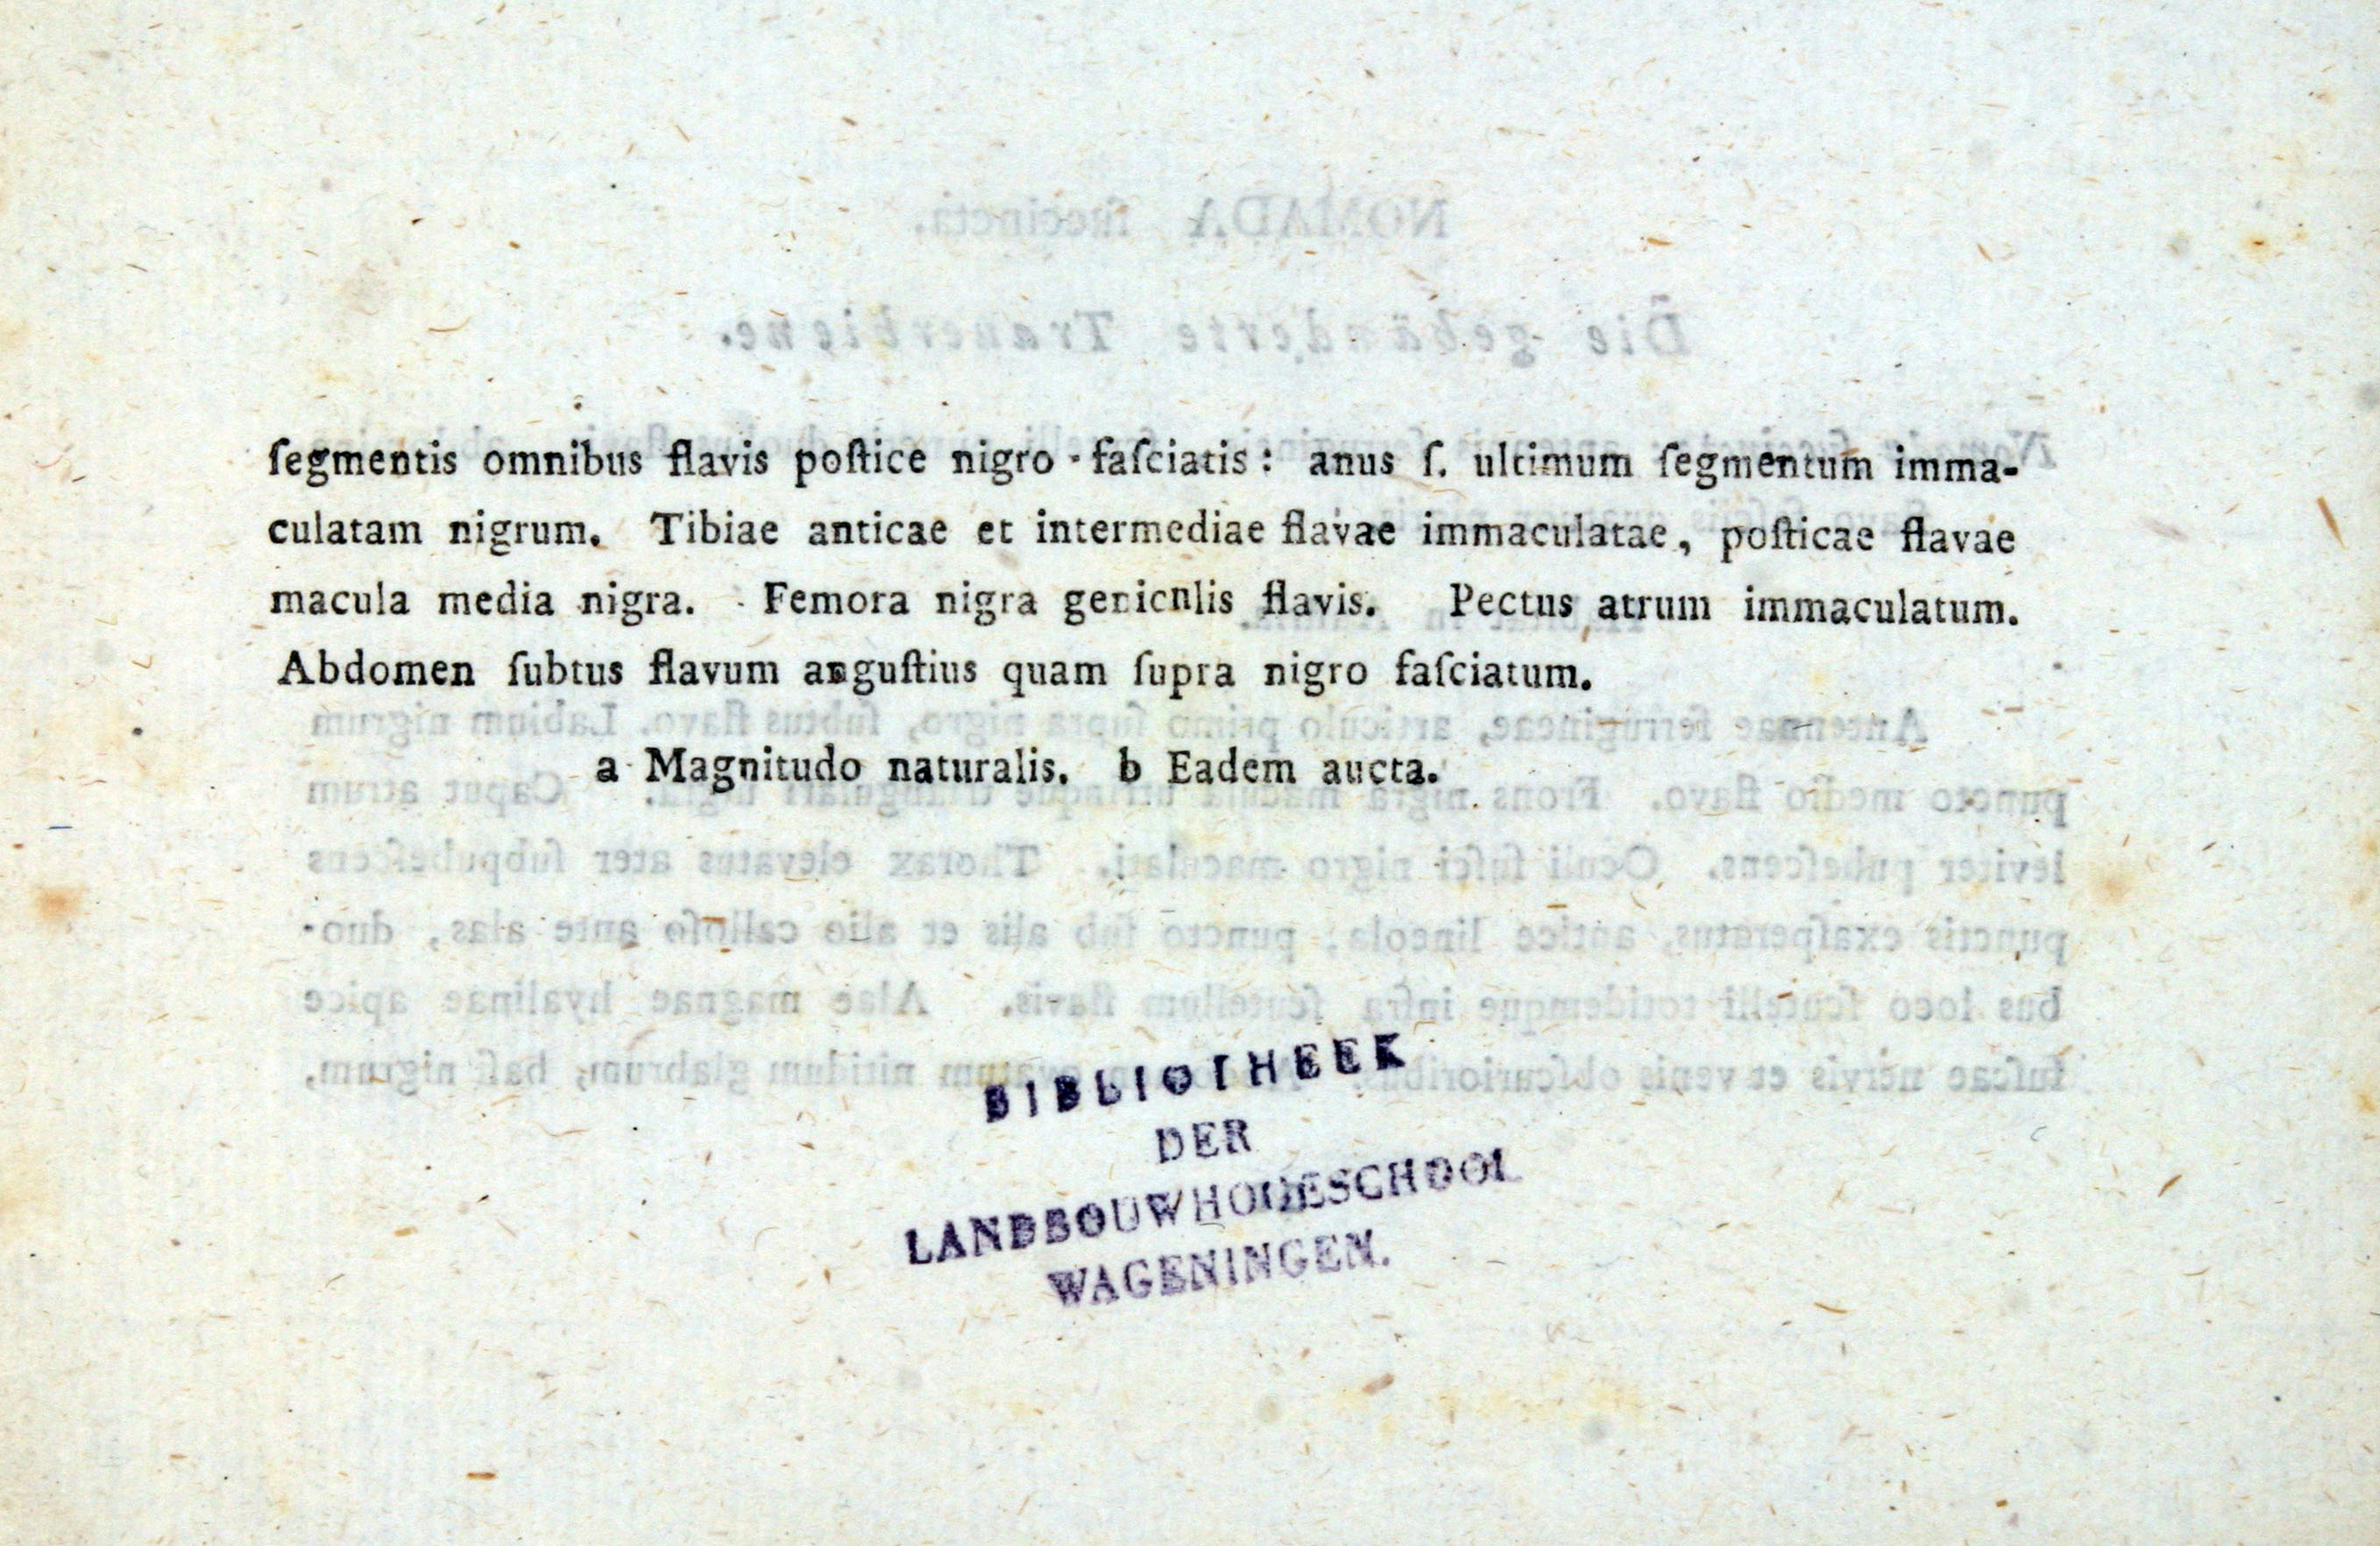 ſegmentis omnibus flavis poſtice nigro-faſciatis: anus ſ. ultimum ſegmentum imma-
culatam nigrum. Tibiae anticae et intermediae flavae immaculatae, poſticae flavae
macula media nigra. Femora nigra genicnlis flavis. Pectus atrum immaculatum.
Abdomen ſubtus flavum anguſtius quam ſupra nigro faſciatum.
a Magnitudo naturalis. b Eadem aucta.
BIBLIOTHEEK
DER
LANDBOUWHOGESCHOOL
WAGENINGEN.